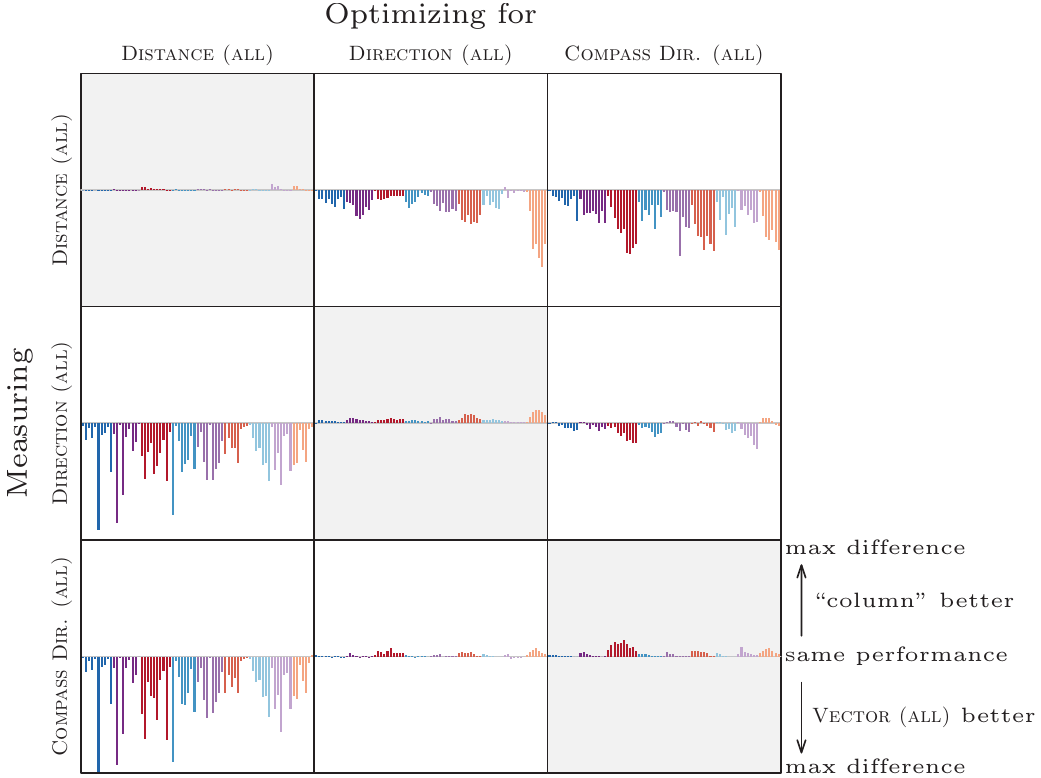 Optimizing for
Distance (all)
Direction (all)
Compass Dir. (all)
Measuring
Distance (all)
Direction (all)
Compass Dir. (all)
max difference
“column” better
same performance
Vector (all) better
max difference